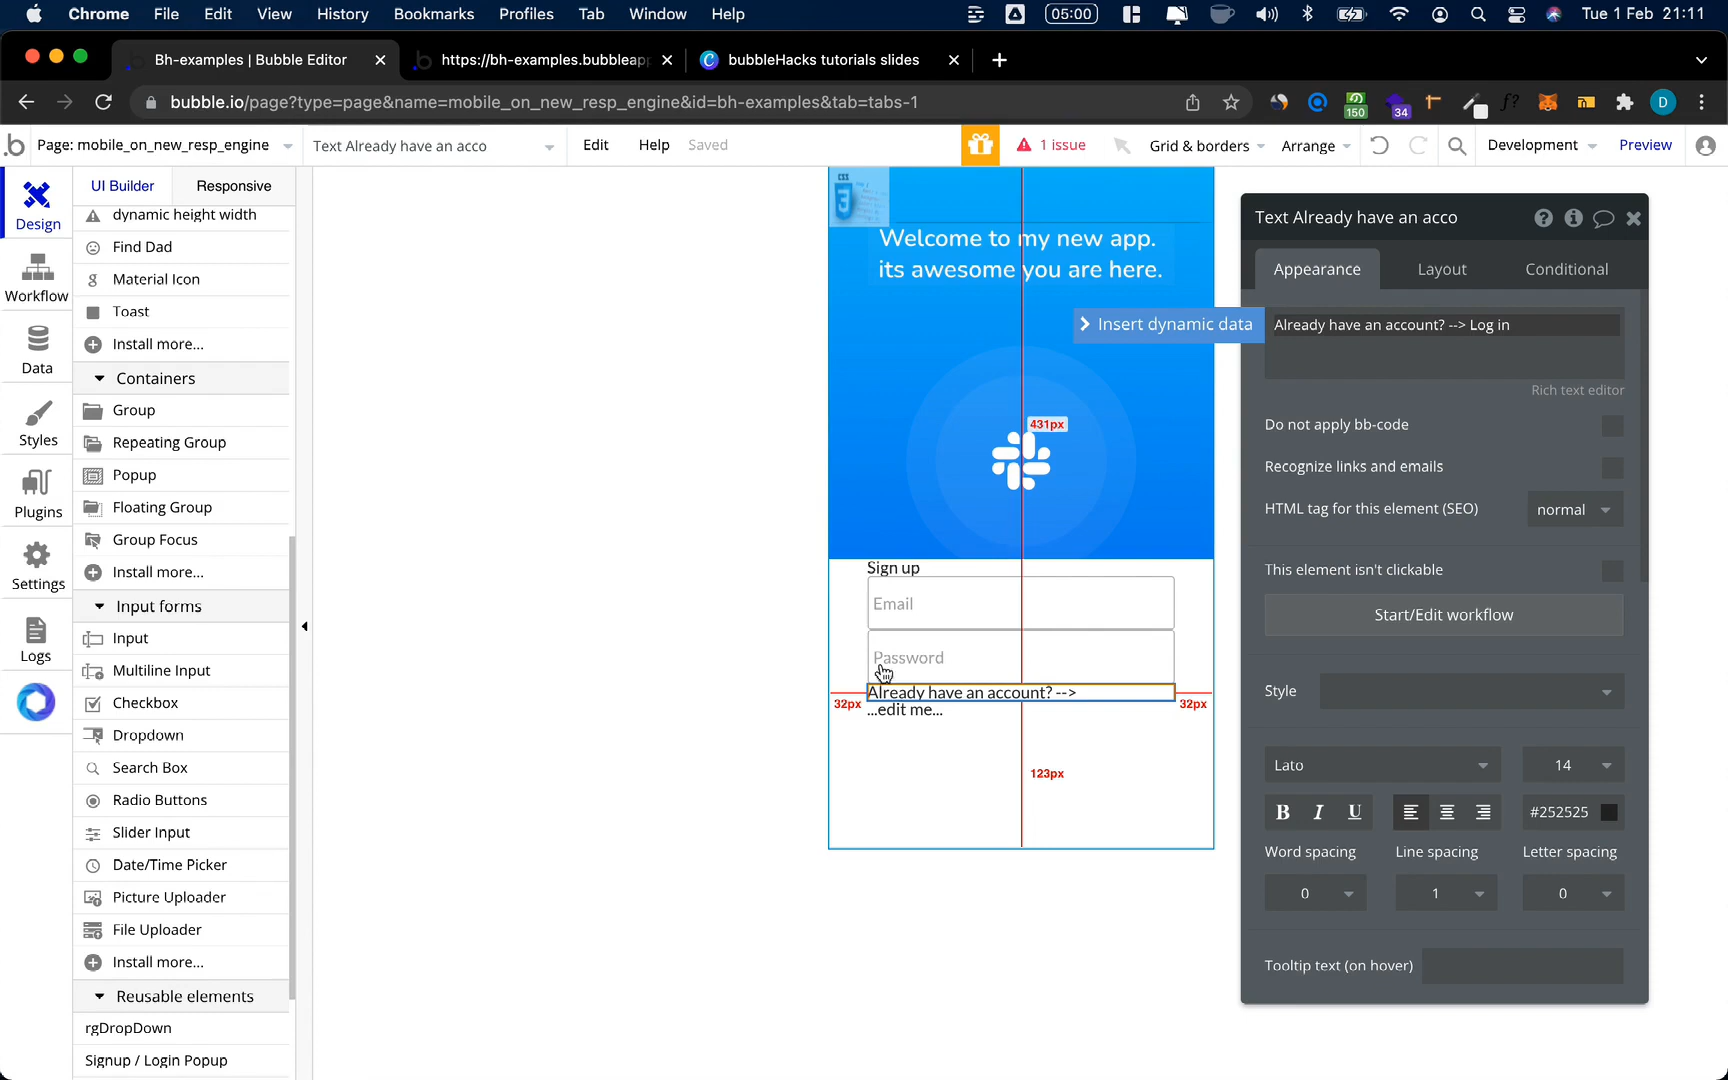 Chrome File Edit View History Bookmarks Profiles Tab Window Help 05:00 Tue 1 Feb 21:11
Bh-examples | Bubble Editor https://bh-examples.bubbleap bubbleHacks tutorials slides
bubble.io/page?type=page&name=mobile_on_new_resp_engine&id=bh-examples&tab=tabs-1 150 34 f? D
b Page: mobile_on_new_resp_engine Text Already have an acco Edit Help Saved 1 issue Grid & borders Arrange Development Preview
Design
Workflow
Data
Styles
Plugins
Settings
Logs
UI Builder Responsive
dynamic height width
Find Dad
g Material Icon
Toast
Install more...
Containers
Group
Repeating Group
Popup
Floating Group
Group Focus
Install more...
Input forms
Input
Multiline Input
Checkbox
Dropdown
Search Box
Radio Buttons
Slider Input
Date/Time Picker
Picture Uploader
File Uploader
Install more...
Reusable elements
rgDropDown
Signup / Login Popup
CSS
3
Welcome to my new app.
its awesome you are here.
431px
Sign up
Email
Password
Already have an account? -->
32px 32px
...edit me...
123px
Text Already have an acco
Appearance Layout Conditional
Insert dynamic data Already have an account? --> Log in
Rich text editor
Do not apply bb-code
Recognize links and emails
HTML tag for this element (SEO) normal
This element isn't clickable
Start/Edit workflow
Style
Lato 14
B I U #252525
Word spacing Line spacing Letter spacing
0 1 0
Tooltip text (on hover)